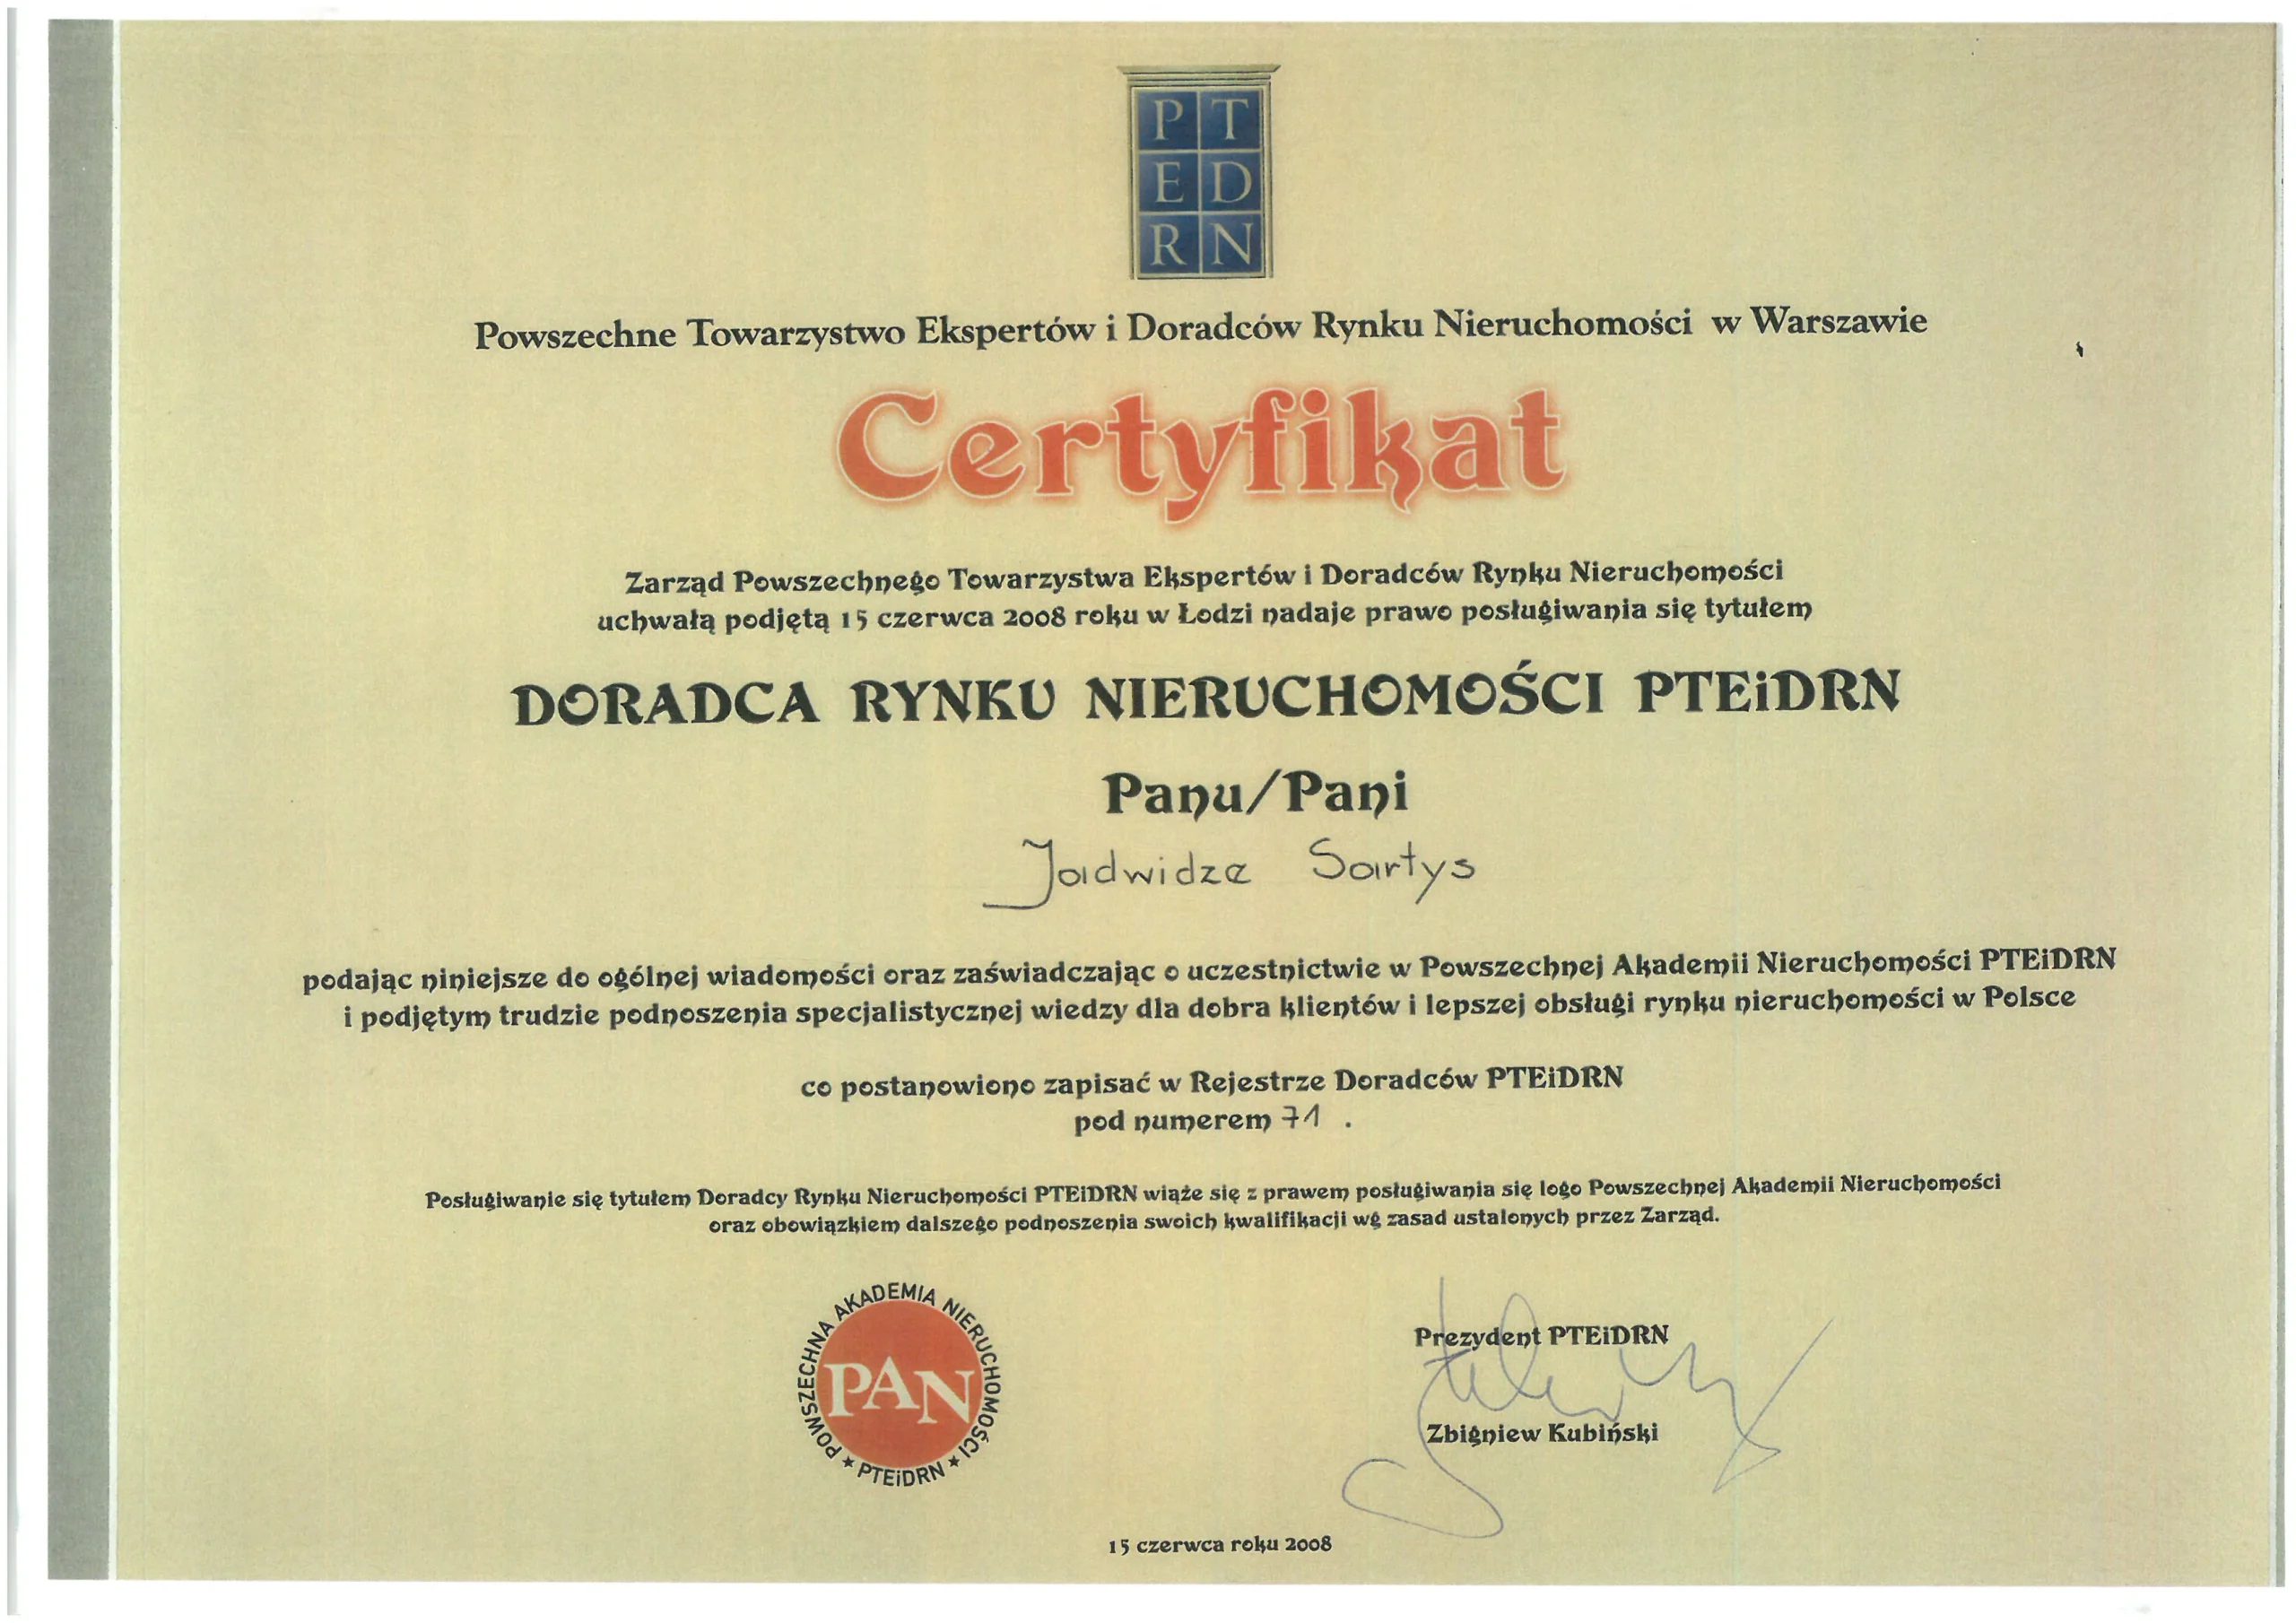 P T
E D
R N
Powszechne Towarzystwo Ekspertów i Doradców Rynku Nieruchomości w Warszawie
Certyfikat
Zarząd Powszechnego Towarzystwa Ekspertów i Doradców Rynku Nieruchomości
uchwałą podjętą 15 czerwca 2008 roku w Łodzi nadaje prawo posługiwania się tytułem
DORADCA RYNKU NIERUCHOMOŚCI PTEiDRN
Panu/Pani
Jadwidze Sartys
podając niniejsze do ogólnej wiadomości oraz zaświadczając o uczestnictwie w Powszechnej Akademii Nieruchomości PTEiDRN
i podjętym trudzie podnoszenia specjalistycznej wiedzy dla dobra klientów i lepszej obsługi rynku nieruchomości w Polsce
co postanowiono zapisać w Rejestrze Doradców PTEiDRN
pod numerem 71 .
Posługiwanie się tytułem Doradcy Rynku Nieruchomości PTEiDRN wiąże się z prawem posługiwania się logo Powszechnej Akademii Nieruchomości
oraz obowiązkiem dalszego podnoszenia swoich kwalifikacji wg zasad ustalonych przez Zarząd.
POWSZECHNA AKADEMIA NIERUCHOMOŚCI
PAN
★ PTEiDRN ★
Prezydent PTEiDRN
Zbigniew Kubiński
15 czerwca roku 2008